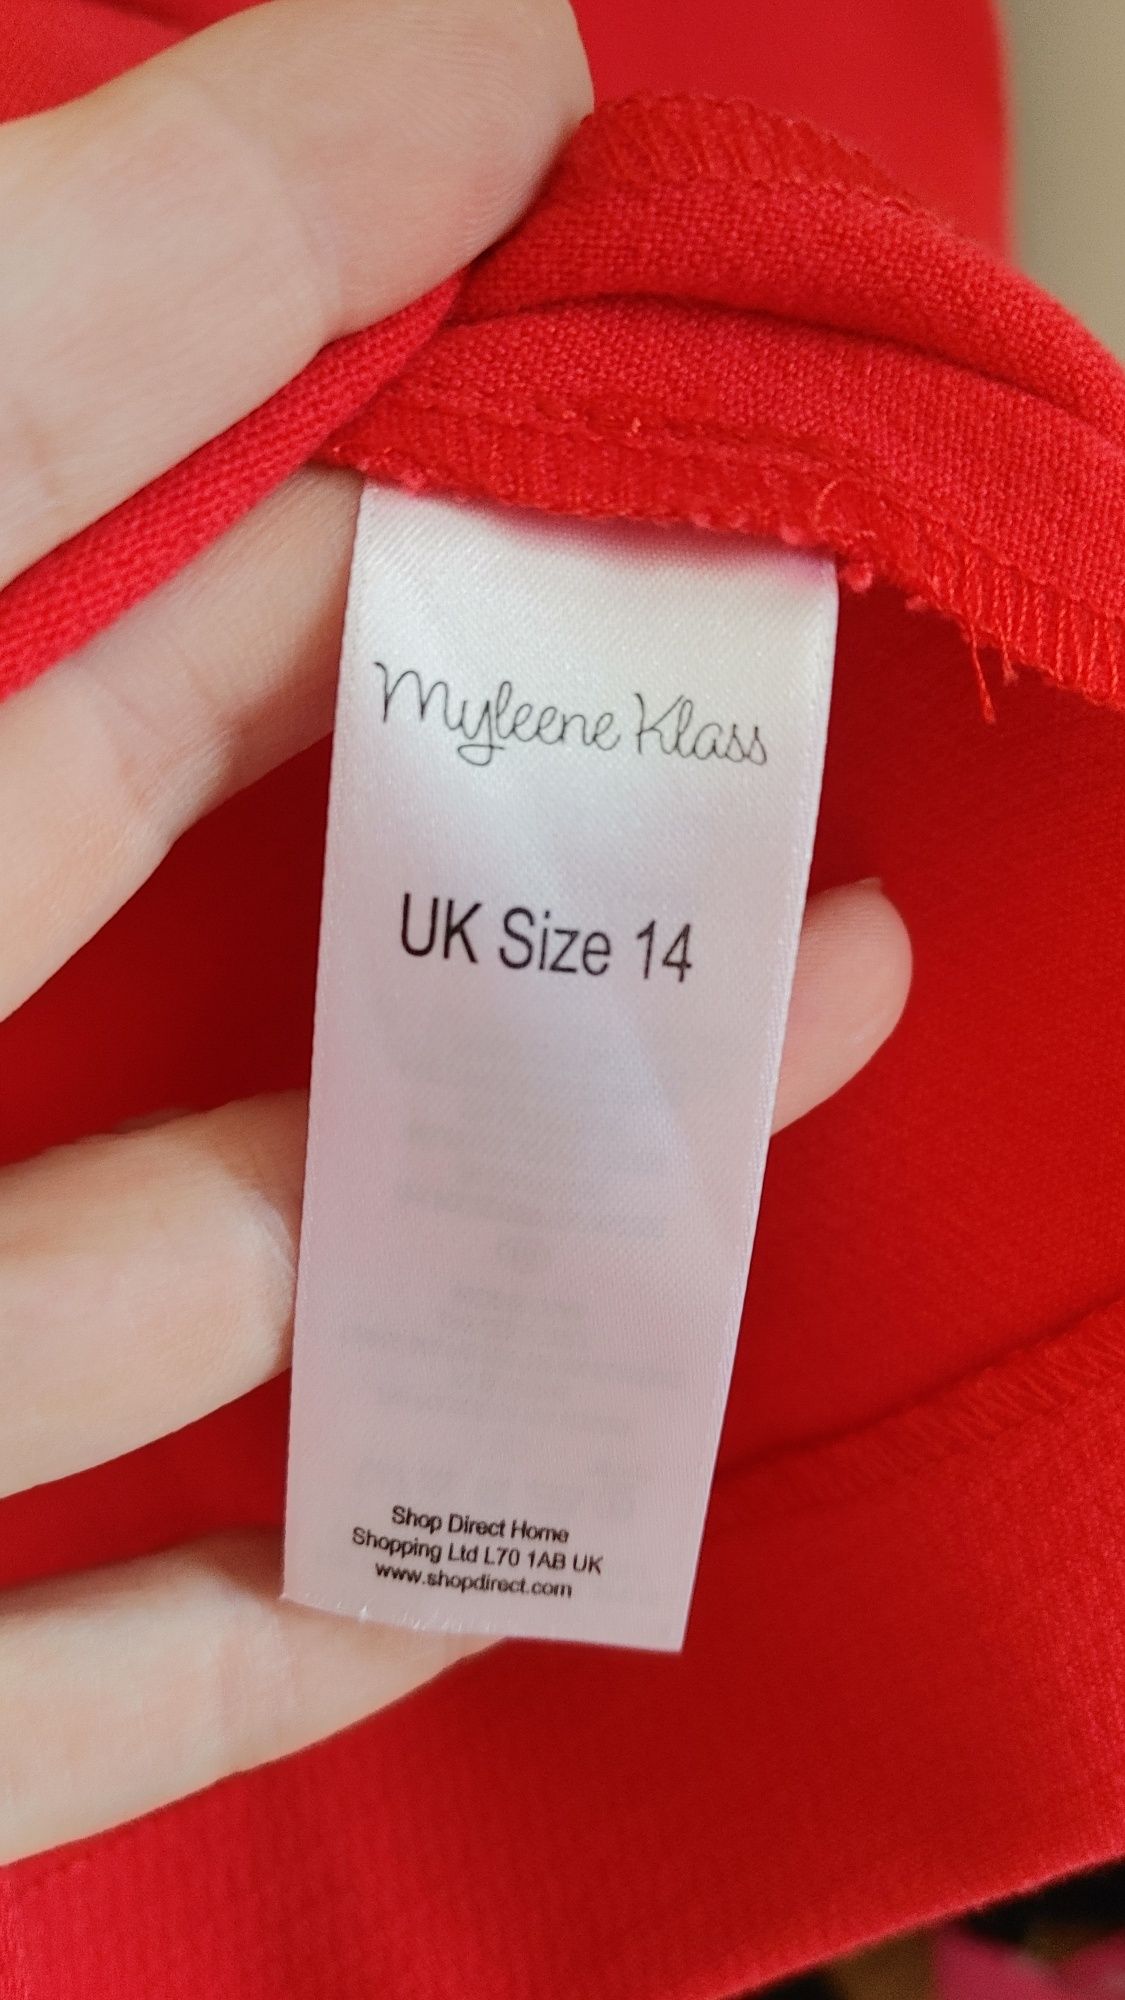 Myleene Klass
UK Size 14
Shop Direct Home
Shopping Ltd L70 1AB UK
www.shopdirect.com